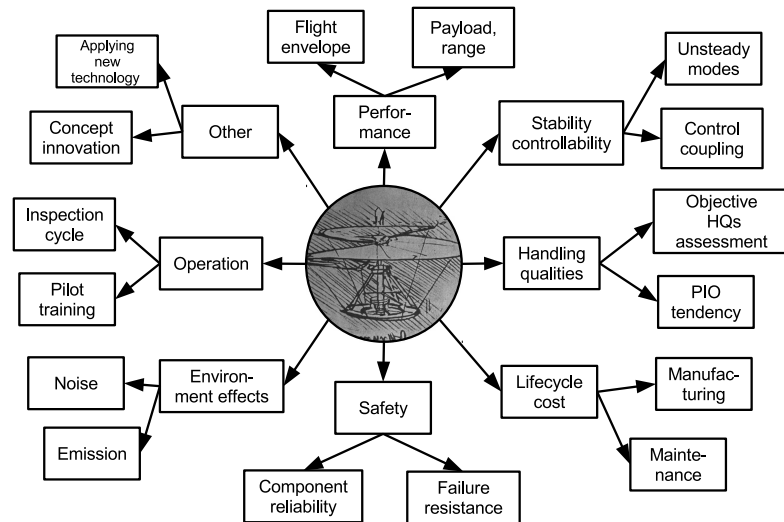 Flight
envelope
Payload,
range
Applying
new
technology
Unsteady
modes
Concept
innovation
Other
Perfor-
mance
Stability
controllability
Control
coupling
Inspection
cycle
Objective
HQs
assessment
Operation
Handling
qualities
Pilot
training
PIO
tendency
Noise
Environ-
ment effects
Safety
Lifecycle
cost
Manufac-
turing
Emission
Mainte-
nance
Component
reliability
Failure
resistance